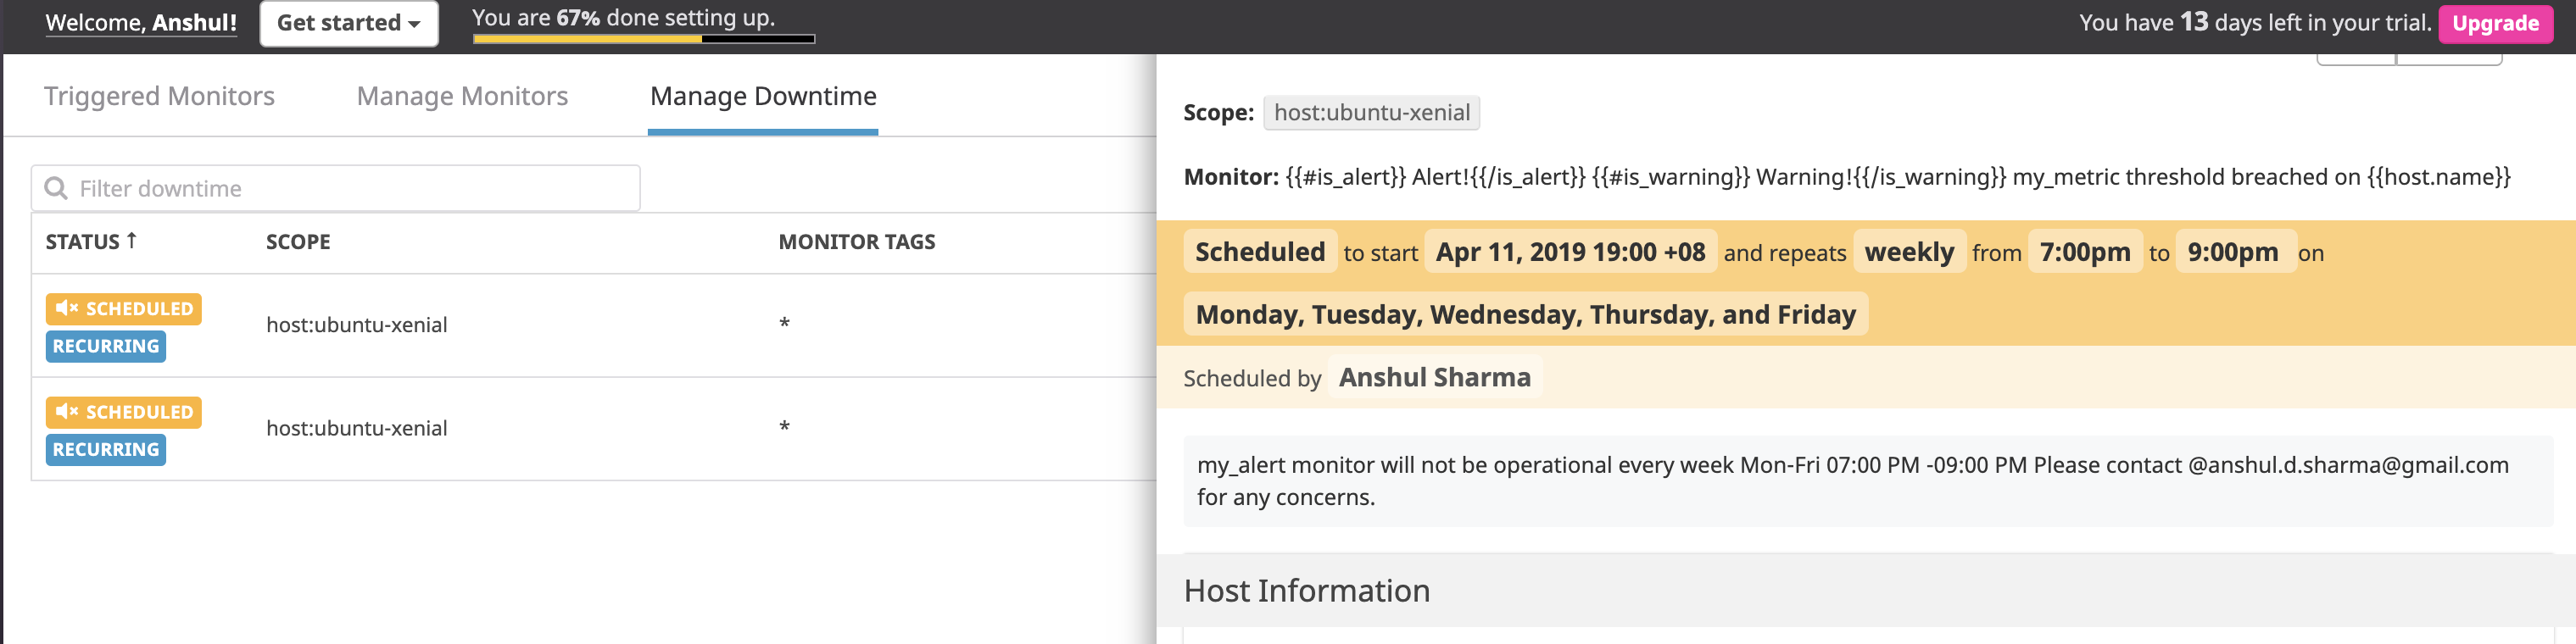 Welcome, Anshul!
Get started
You are 67% done setting up.
You have 13 days left in your trial.
Upgrade
Triggered Monitors
Manage Monitors
Manage Downtime
Filter downtime
STATUS ↑
SCOPE
MONITOR TAGS
SCHEDULED
RECURRING
host:ubuntu-xenial
*
SCHEDULED
RECURRING
host:ubuntu-xenial
*
Scope: host:ubuntu-xenial
Monitor: {{#is_alert}} Alert!{{/is_alert}} {{#is_warning}} Warning!{{/is_warning}} my_metric threshold breached on {{host.name}}
Scheduled to start Apr 11, 2019 19:00 +08 and repeats weekly from 7:00pm to 9:00pm on
Monday, Tuesday, Wednesday, Thursday, and Friday
Scheduled by Anshul Sharma
my_alert monitor will not be operational every week Mon-Fri 07:00 PM -09:00 PM Please contact @anshul.d.sharma@gmail.com
for any concerns.
Host Information